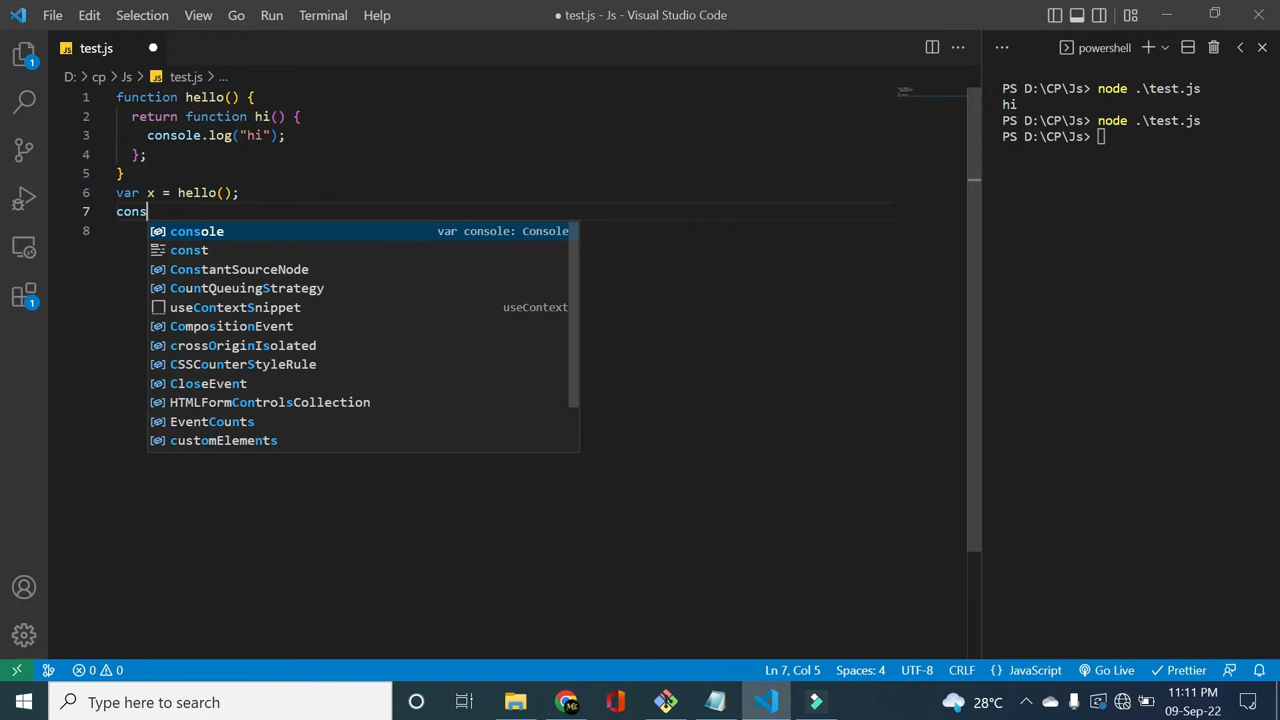 File Edit Selection View Go Run Terminal Help
● test.js - Js - Visual Studio Code
JS test.js ●
powershell
D: > cp > Js > JS test.js > ...
1 function hello() {
2 return function hi() {
3 console.log("hi");
4 };
5 }
6 var x = hello();
7 cons
8
console var console: Console
const
ConstantSourceNode
CountQueuingStrategy
useContextSnippet useContext
CompositionEvent
crossOriginIsolated
CSSCounterStyleRule
CloseEvent
HTMLFormControlsCollection
EventCounts
customElements
PS D:\CP\Js> node .\test.js
hi
PS D:\CP\Js> node .\test.js
PS D:\CP\Js>
1
1
0 0 Ln 7, Col 5 Spaces: 4 UTF-8 CRLF {} JavaScript Go Live Prettier
Type here to search
28°C
11:11 PM
09-Sep-22